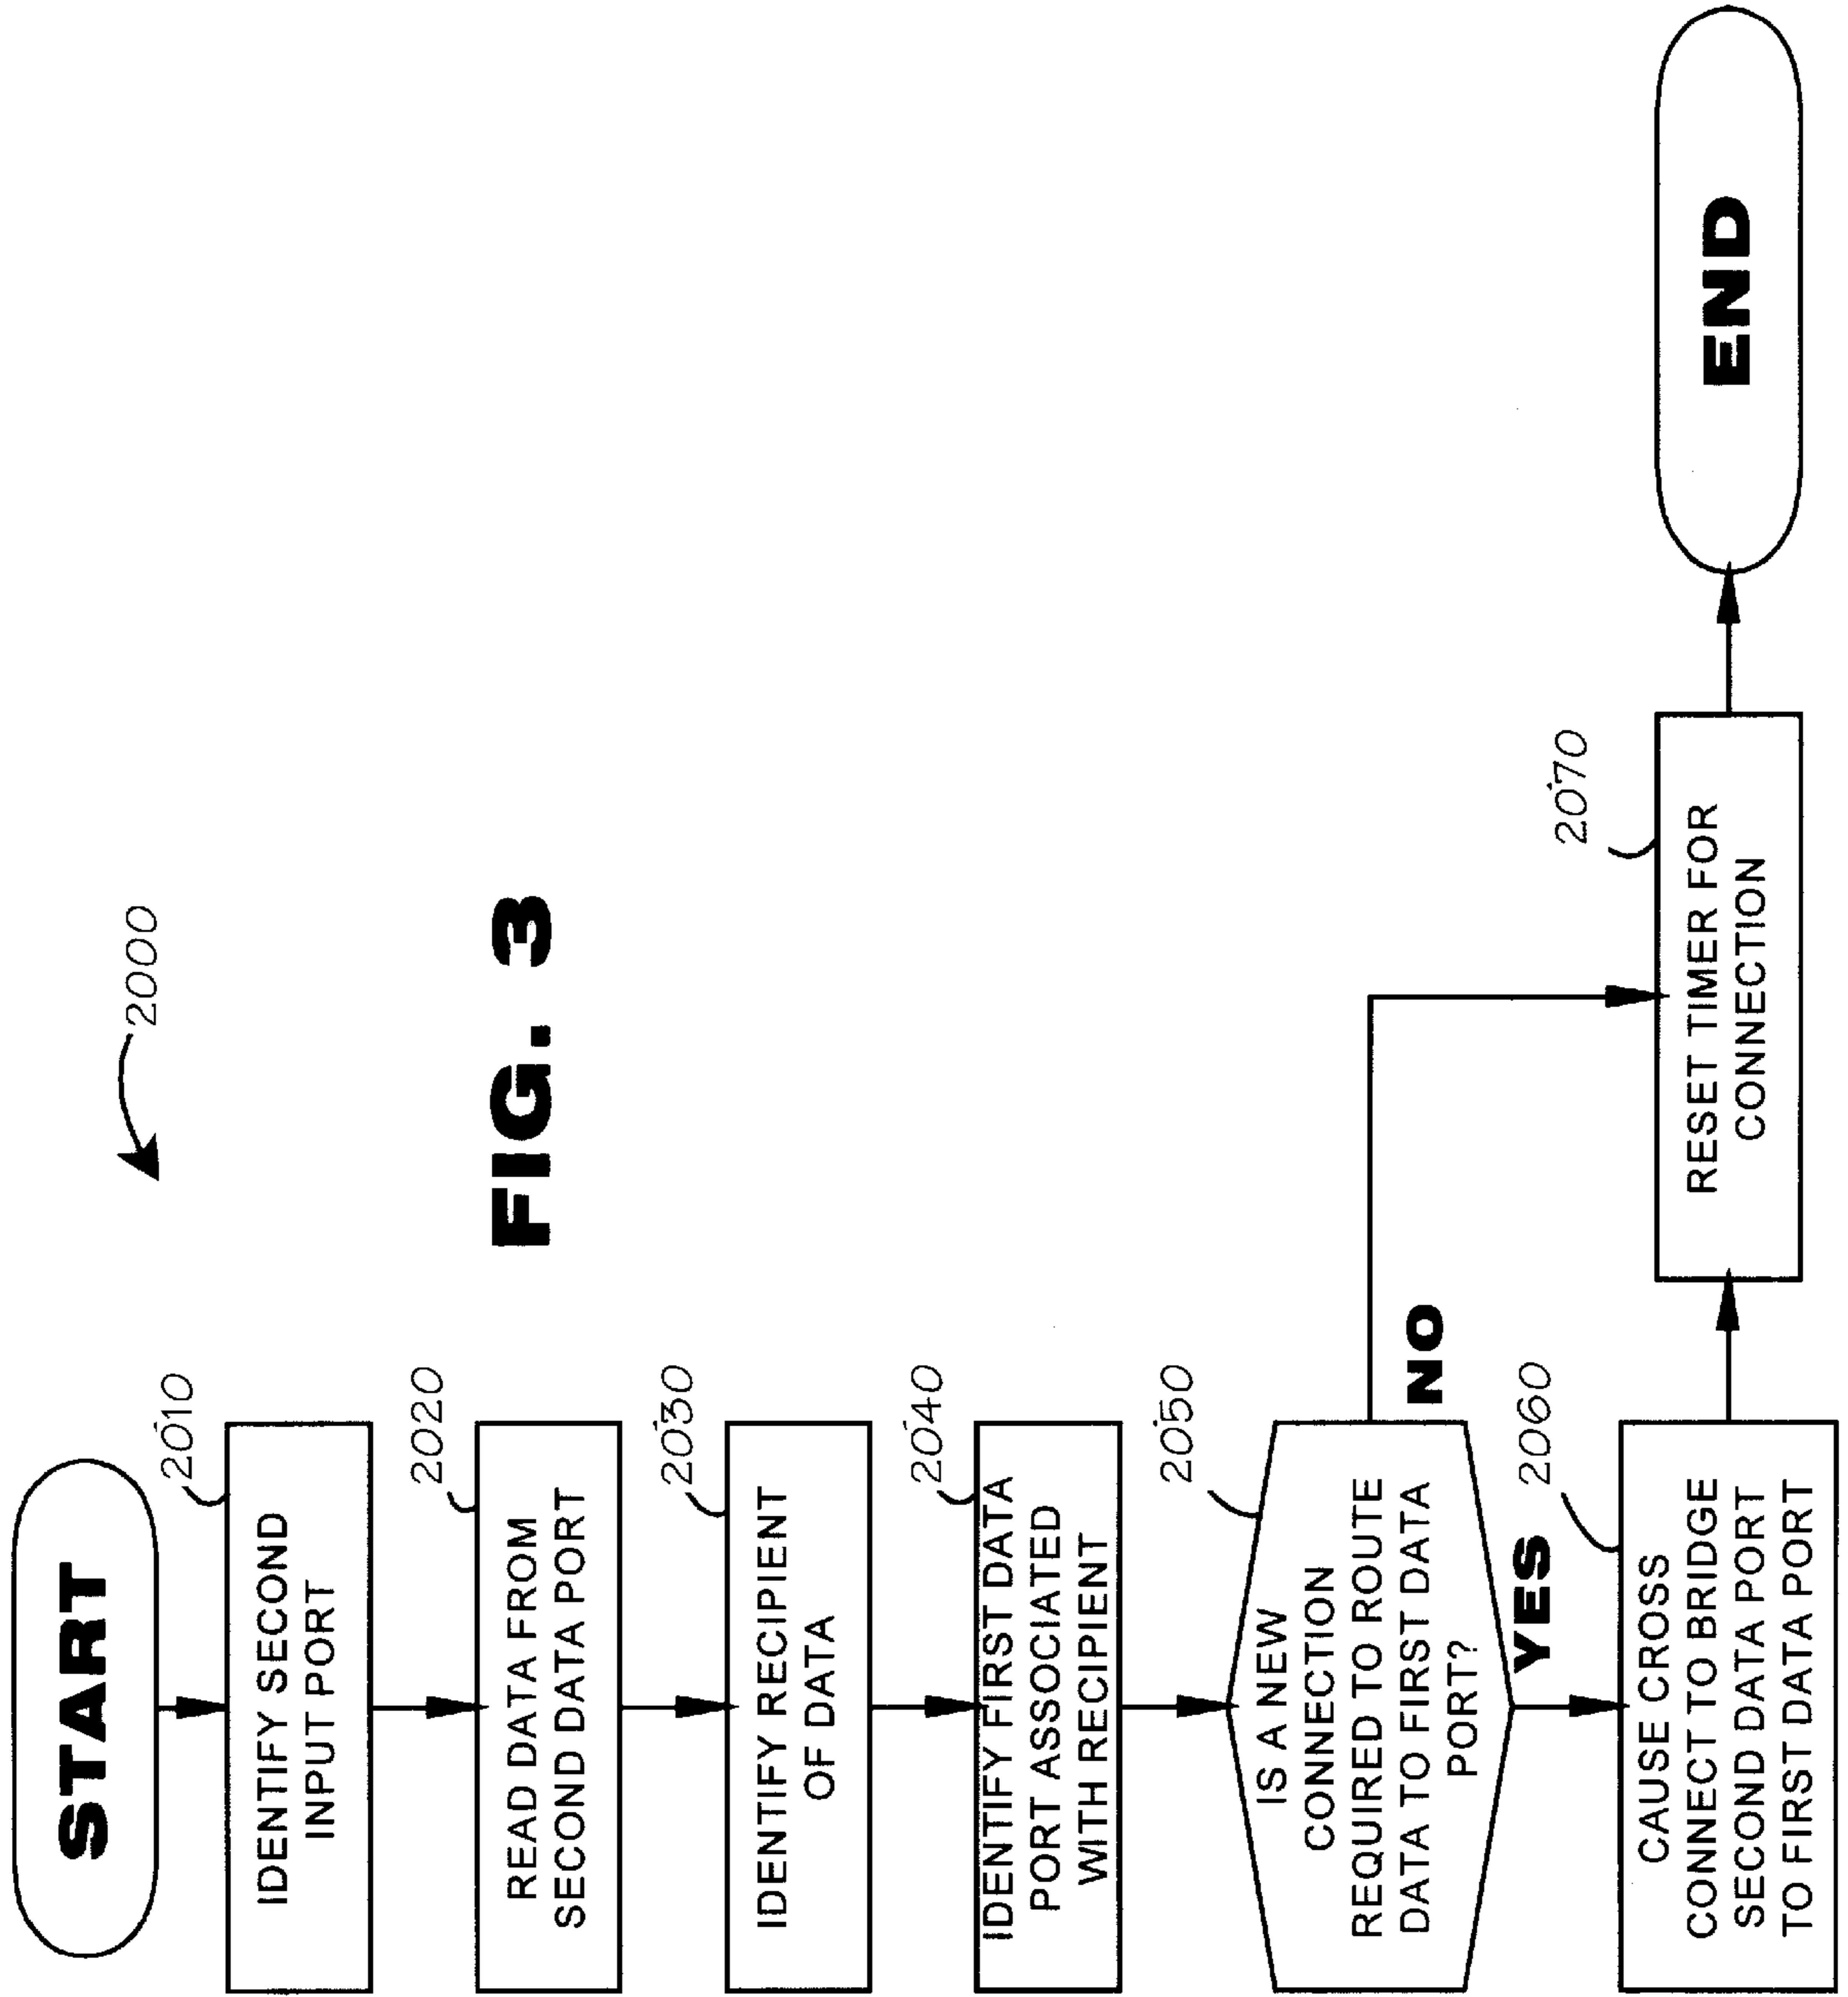 START
2010
IDENTIFY SECOND
INPUT PORT
2020
READ DATA FROM
SECOND DATA PORT
2030
IDENTIFY RECIPIENT
OF DATA
2040
IDENTIFY FIRST DATA
PORT ASSOCIATED
WITH RECIPIENT
2050
IS A NEW
CONNECTION
REQUIRED TO ROUTE
DATA TO FIRST DATA
PORT?
NO
YES
2060
CAUSE CROSS
CONNECT TO BRIDGE
SECOND DATA PORT
TO FIRST DATA PORT
2070
RESET TIMER FOR
CONNECTION
END
2000
FIG. 3